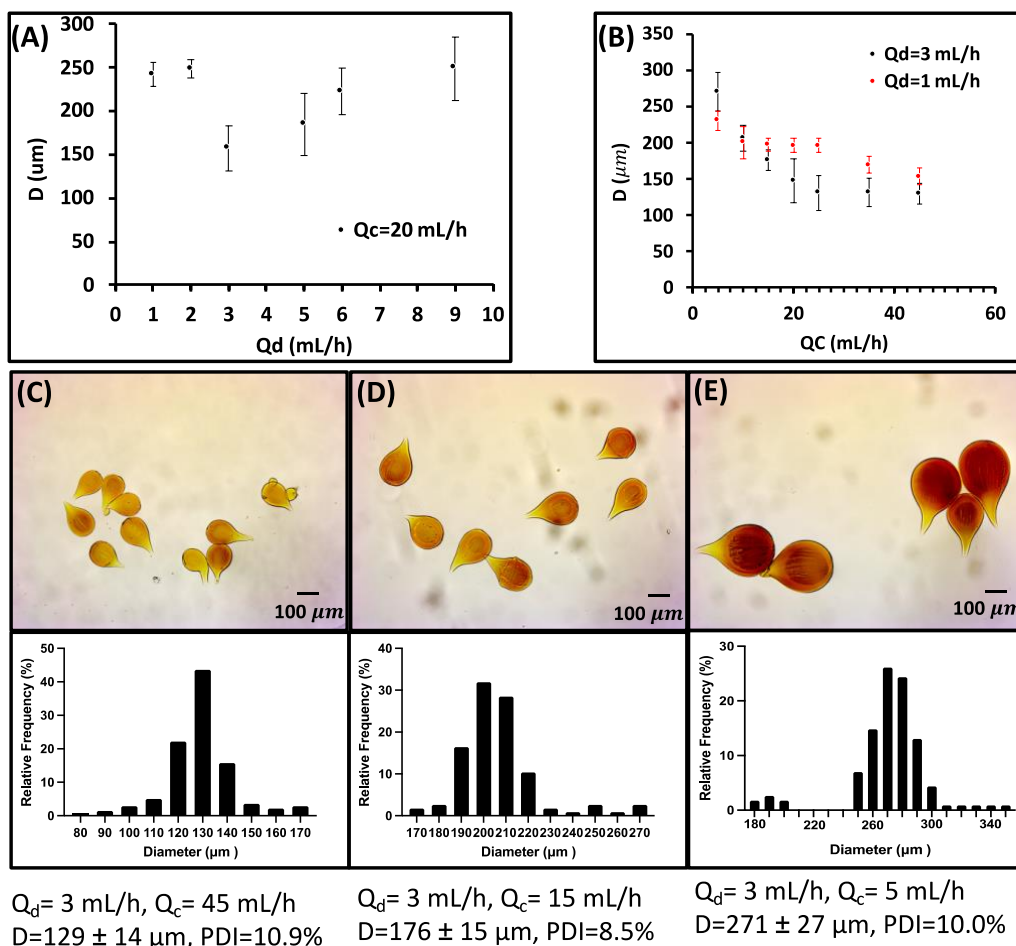 (A)
300
250
200
150
100
50
0
D (um)
Qc=20 mL/h
0 1 2 3 4 5 6 7 8 9 10
Qd (mL/h)
(B)
Qd=3 mL/h
Qd=1 mL/h
350
300
250
200
150
100
50
0
D (μm)
0 20 40 60
QC (mL/h)
(C)
100 μm
(D)
100 μm
(E)
100 μm
50
40
30
20
10
0
Relative Frequency (%)
80 90 100 110 120 130 140 150 160 170
Diameter (μm )
40
30
20
10
0
Relative Frequency (%)
170 180 190 200 210 220 230 240 250 260 270
Diameter (μm )
30
20
10
0
Relative Frequency (%)
180 220 260 300 340
Diameter (μm )
Qd= 3 mL/h, Qc= 45 mL/h
D=129 ± 14 μm, PDI=10.9%
Qd= 3 mL/h, Qc= 15 mL/h
D=176 ± 15 μm, PDI=8.5%
Qd= 3 mL/h, Qc= 5 mL/h
D=271 ± 27 μm, PDI=10.0%